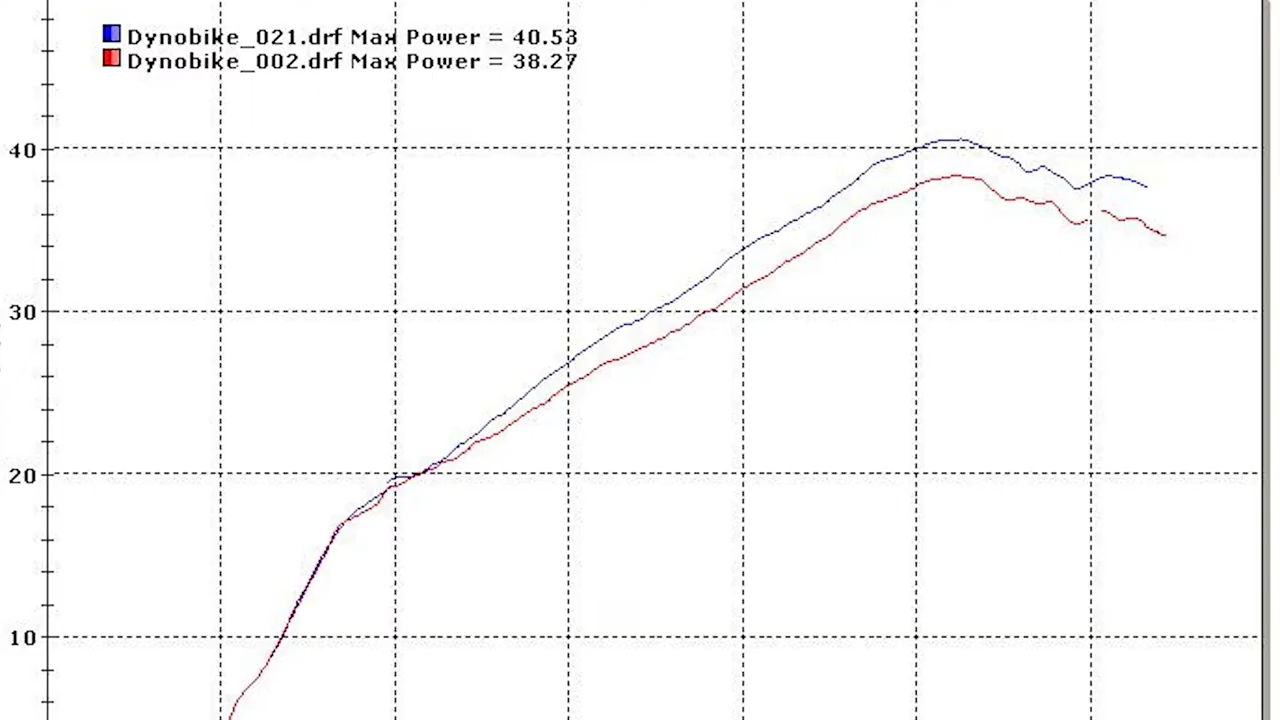 Dynobike_021.drf Max Power = 40.53
Dynobike_002.drf Max Power = 38.27
40
30
20
10